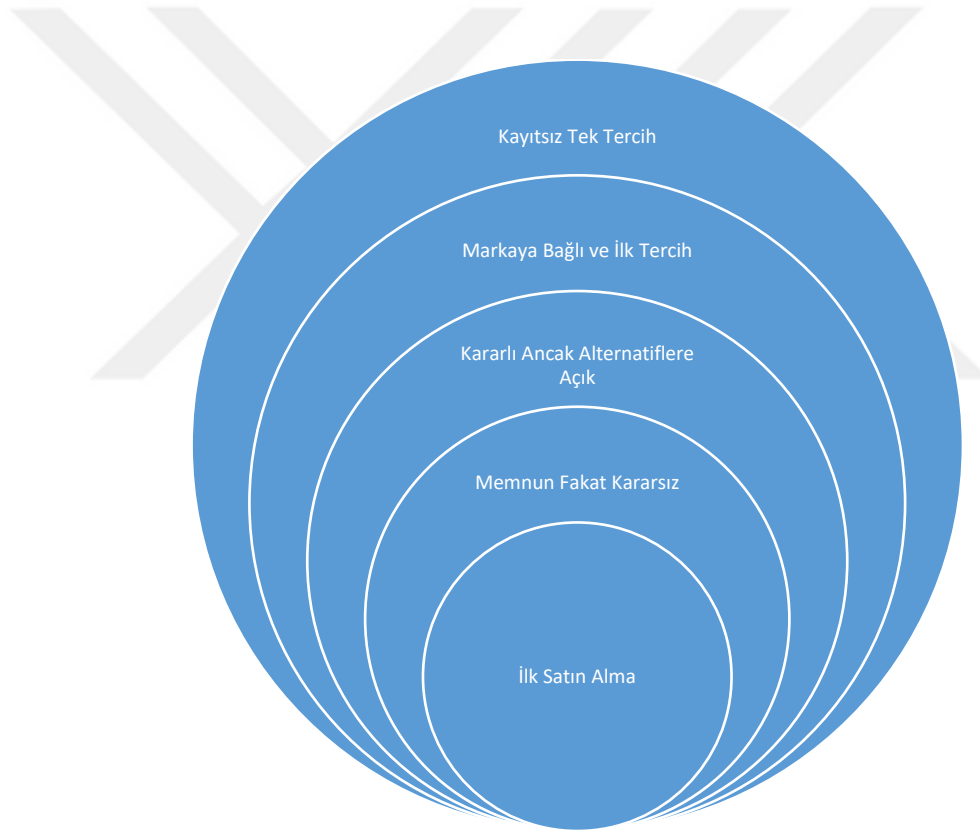 Kayıtsız Tek Tercih
Markaya Bağlı ve İlk Tercih
Kararlı Ancak Alternatiflere
Açık
Memnun Fakat Kararsız
İlk Satın Alma